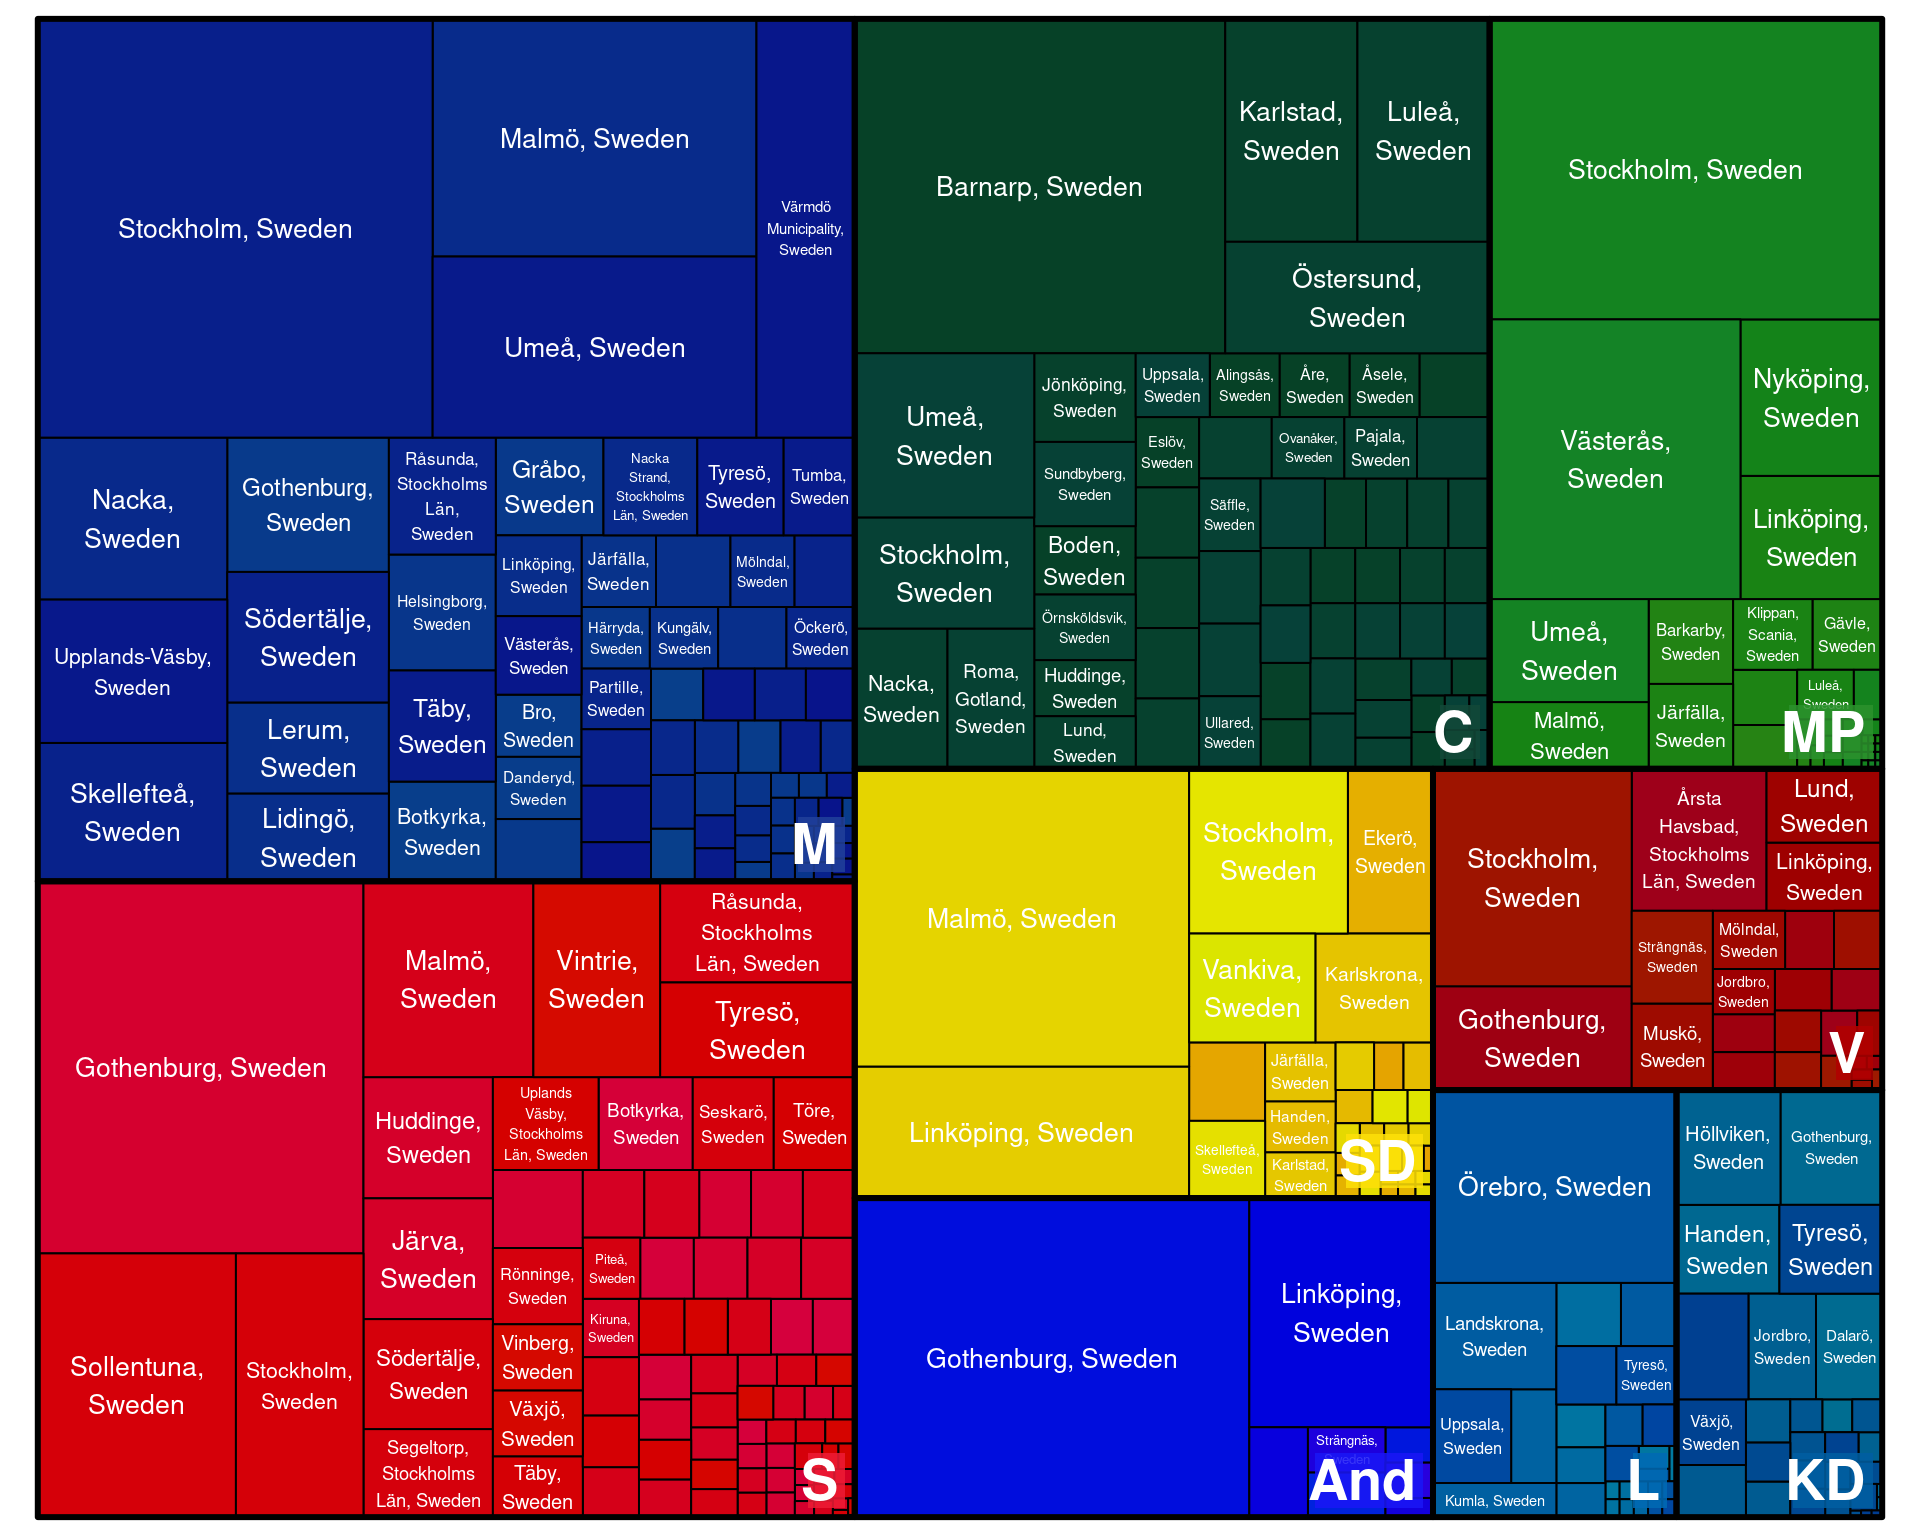 Stockholm, Sweden
Malmö, Sweden
Umeå, Sweden
Värmdö
Municipality,
Sweden
Nacka,
Sweden
Upplands-Väsby,
Sweden
Skellefteå,
Sweden
Gothenburg,
Sweden
Södertälje,
Sweden
Lerum,
Sweden
Lidingö,
Sweden
Råsunda,
Stockholms
Län,
Sweden
Helsingborg,
Sweden
Täby,
Sweden
Botkyrka,
Sweden
Gråbo,
Sweden
Nacka
Strand,
Stockholms
Län, Sweden
Tyresö,
Sweden
Tumba,
Sweden
Linköping,
Sweden
Järfälla,
Sweden
Mölndal,
Sweden
Västerås,
Sweden
Härryda,
Sweden
Kungälv,
Sweden
Öckerö,
Sweden
Partille,
Sweden
Bro,
Sweden
Danderyd,
Sweden
M
Barnarp, Sweden
Karlstad,
Sweden
Luleå,
Sweden
Östersund,
Sweden
Umeå,
Sweden
Stockholm,
Sweden
Nacka,
Sweden
Roma,
Gotland,
Sweden
Jönköping,
Sweden
Sundbyberg,
Sweden
Boden,
Sweden
Örnsköldsvik,
Sweden
Huddinge,
Sweden
Lund,
Sweden
Uppsala,
Sweden
Alingsås,
Sweden
Åre,
Sweden
Åsele,
Sweden
Eslöv,
Sweden
Ovanåker,
Sweden
Pajala,
Sweden
Säffle,
Sweden
Ullared,
Sweden
C
Stockholm, Sweden
Västerås,
Sweden
Nyköping,
Sweden
Linköping,
Sweden
Umeå,
Sweden
Malmö,
Sweden
Barkarby,
Sweden
Järfälla,
Sweden
Klippan,
Scania,
Sweden
Gävle,
Sweden
Luleå,
Sweden
MP
Gothenburg, Sweden
Sollentuna,
Sweden
Stockholm,
Sweden
Malmö,
Sweden
Vintrie,
Sweden
Råsunda,
Stockholms
Län, Sweden
Tyresö,
Sweden
Huddinge,
Sweden
Järva,
Sweden
Södertälje,
Sweden
Segeltorp,
Stockholms
Län, Sweden
Uplands
Väsby,
Stockholms
Län, Sweden
Botkyrka,
Sweden
Seskarö,
Sweden
Töre,
Sweden
Rönninge,
Sweden
Vinberg,
Sweden
Växjö,
Sweden
Täby,
Sweden
Piteå,
Sweden
Kiruna,
Sweden
S
Malmö, Sweden
Linköping, Sweden
Stockholm,
Sweden
Ekerö,
Sweden
Vankiva,
Sweden
Karlskrona,
Sweden
Skellefteå,
Sweden
Järfälla,
Sweden
Handen,
Sweden
Karlstad,
Sweden
SD
Gothenburg, Sweden
Linköping,
Sweden
Strängnäs,
Sweden
And
Stockholm,
Sweden
Gothenburg,
Sweden
Årsta
Havsbad,
Stockholms
Län, Sweden
Lund,
Sweden
Linköping,
Sweden
Strängnäs,
Sweden
Muskö,
Sweden
Mölndal,
Sweden
Jordbro,
Sweden
V
Örebro, Sweden
Landskrona,
Sweden
Uppsala,
Sweden
Kumla, Sweden
Tyresö,
Sweden
L
Höllviken,
Sweden
Gothenburg,
Sweden
Handen,
Sweden
Tyresö,
Sweden
Jordbro,
Sweden
Dalarö,
Sweden
Växjö,
Sweden
KD